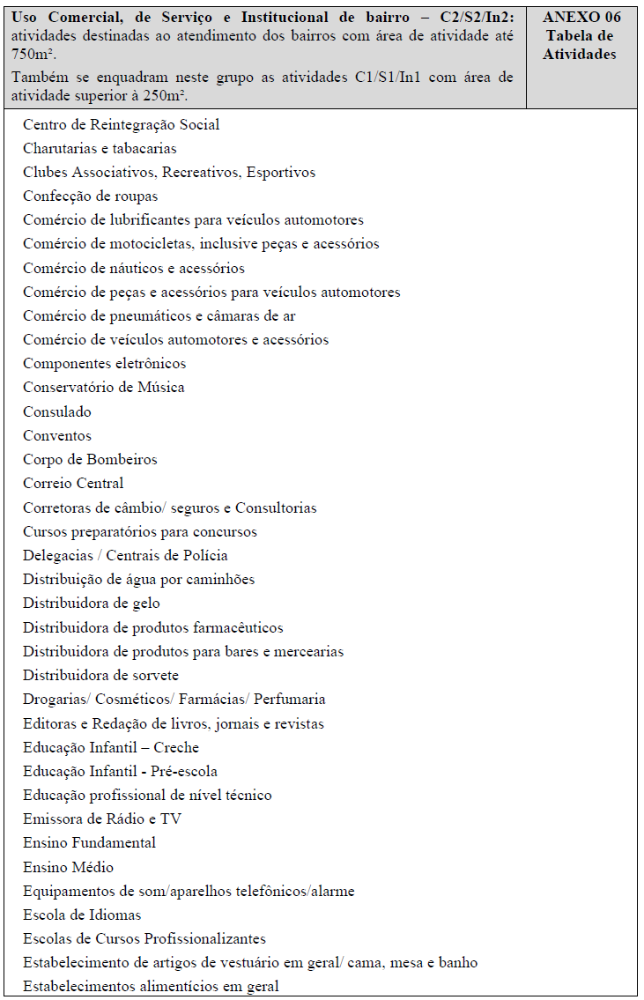 Uso Comercial, de Serviço e Institucional de bairro – C2/S2/In2:
atividades destinadas ao atendimento dos bairros com área de atividade até
750m².
Também se enquadram neste grupo as atividades C1/S1/In1 com área de
atividade superior à 250m².
ANEXO 06
Tabela de
Atividades
Centro de Reintegração Social
Charutarias e tabacarias
Clubes Associativos, Recreativos, Esportivos
Confecção de roupas
Comércio de lubrificantes para veículos automotores
Comércio de motocicletas, inclusive peças e acessórios
Comércio de náuticos e acessórios
Comércio de peças e acessórios para veículos automotores
Comércio de pneumáticos e câmaras de ar
Comércio de veículos automotores e acessórios
Componentes eletrônicos
Conservatório de Música
Consulado
Conventos
Corpo de Bombeiros
Correio Central
Corretoras de câmbio/ seguros e Consultorias
Cursos preparatórios para concursos
Delegacias / Centrais de Polícia
Distribuição de água por caminhões
Distribuidora de gelo
Distribuidora de produtos farmacêuticos
Distribuidora de produtos para bares e mercearias
Distribuidora de sorvete
Drogarias/ Cosméticos/ Farmácias/ Perfumaria
Editoras e Redação de livros, jornais e revistas
Educação Infantil – Creche
Educação Infantil - Pré-escola
Educação profissional de nível técnico
Emissora de Rádio e TV
Ensino Fundamental
Ensino Médio
Equipamentos de som/aparelhos telefônicos/alarme
Escola de Idiomas
Escolas de Cursos Profissionalizantes
Estabelecimento de artigos de vestuário em geral/ cama, mesa e banho
Estabelecimentos alimentícios em geral